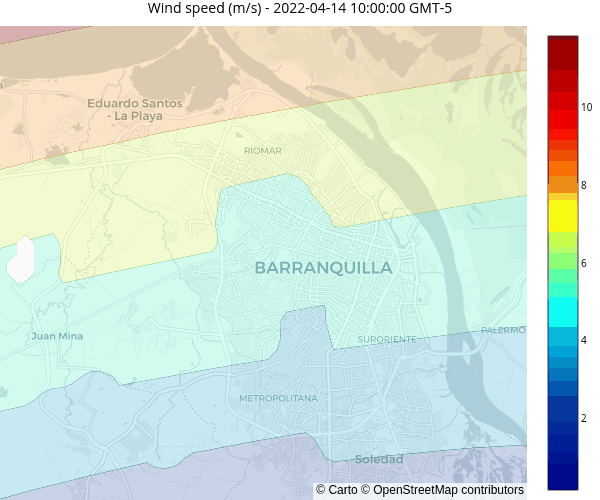 Wind speed (m/s) - 2022-04-14 10:00:00 GMT-5
Eduardo Santos
- La Playa
RIOMAR
BARRANQUILLA
Juan Mina
SURORIENTE
PALERMO
METROPOLITANA
Soledad
© Carto © OpenStreetMap contributors
10
8
6
4
2